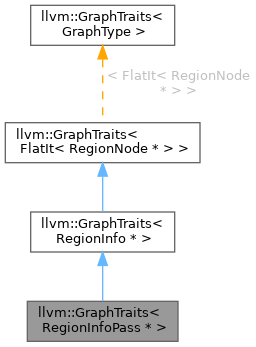 llvm::GraphTraits<
GraphType >
< FlatIt< RegionNode
* > >
llvm::GraphTraits<
FlatIt< RegionNode * > >
llvm::GraphTraits<
RegionInfo * >
llvm::GraphTraits<
RegionInfoPass * >